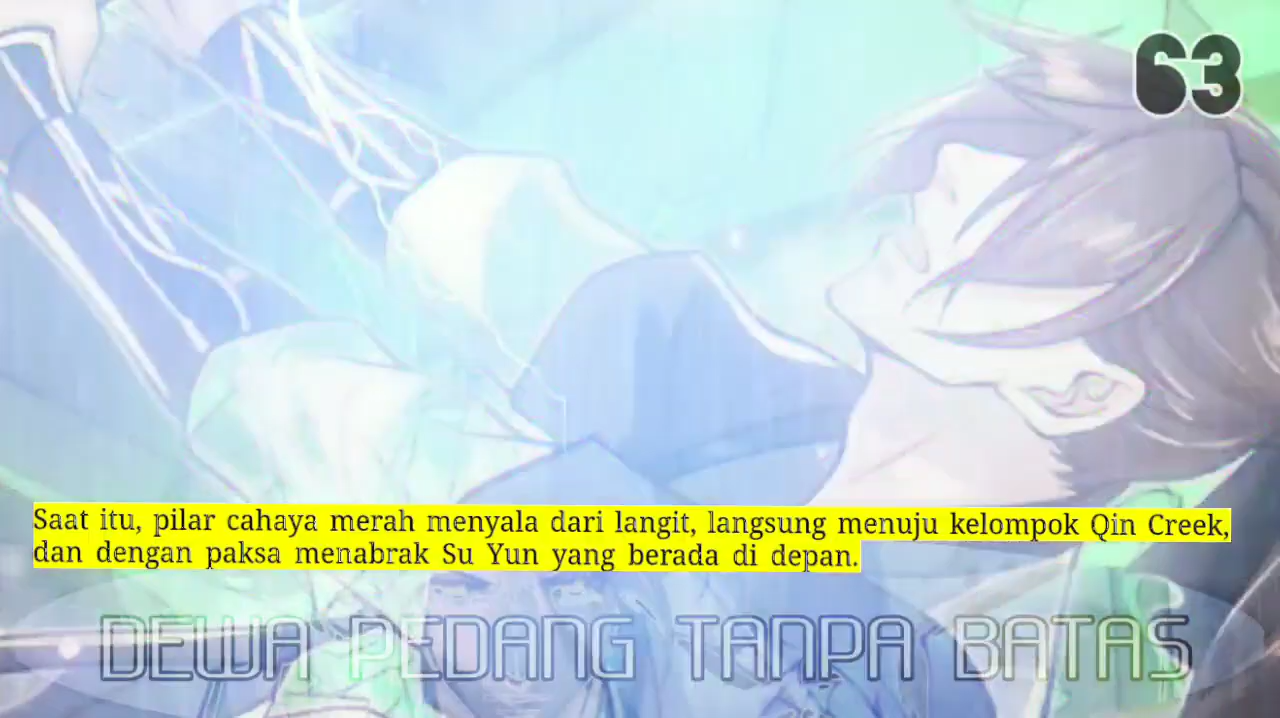 63
Saat itu, pilar cahaya merah menyala dari langit, langsung menuju kelompok Qin Creek,
dan dengan paksa menabrak Su Yun yang berada di depan.
DEWA PEDANG TANPA BATAS